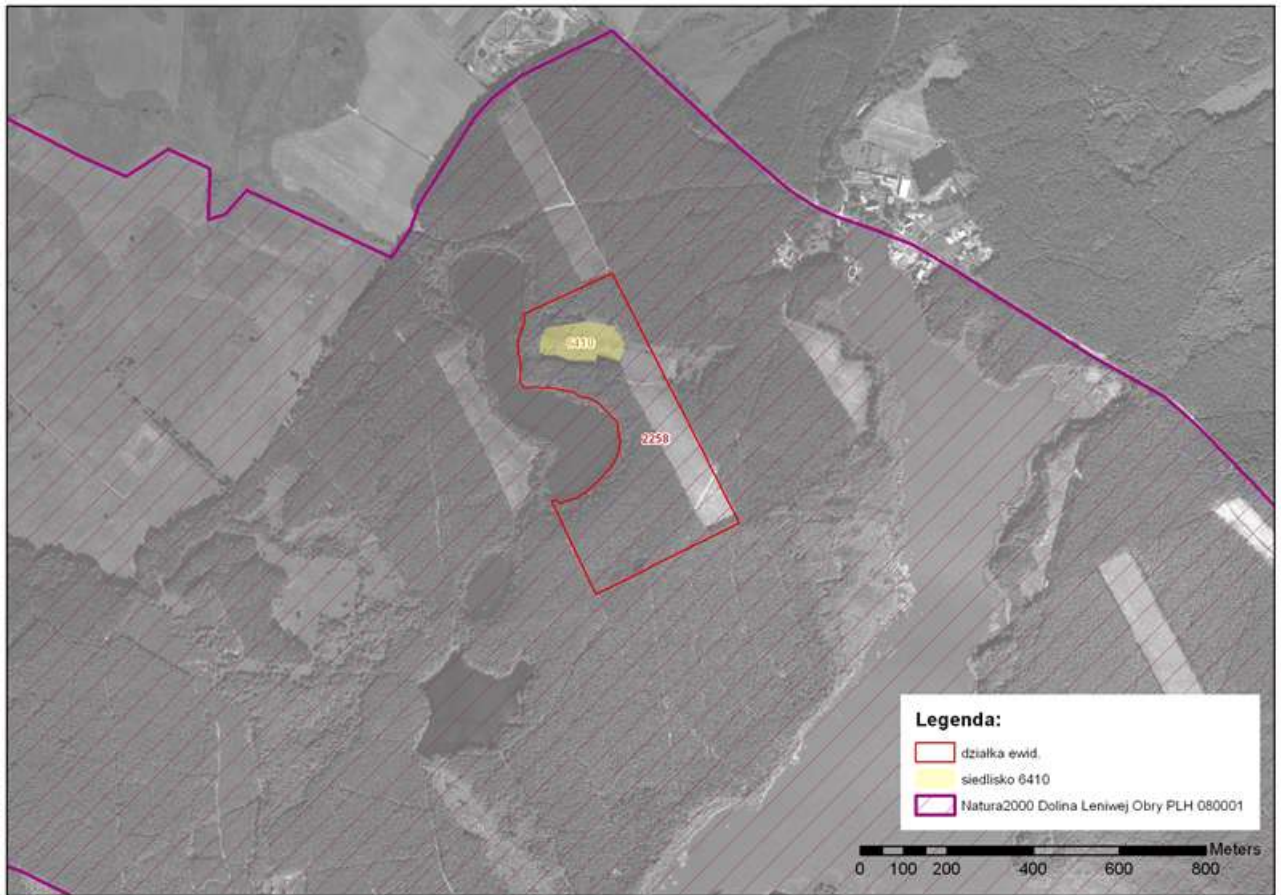 6410
2258
Legenda:
działka ewid.
siedlisko 6410
Natura2000 Dolina Leniwej Obry PLH 080001
Meters
0 100 200 400 600 800